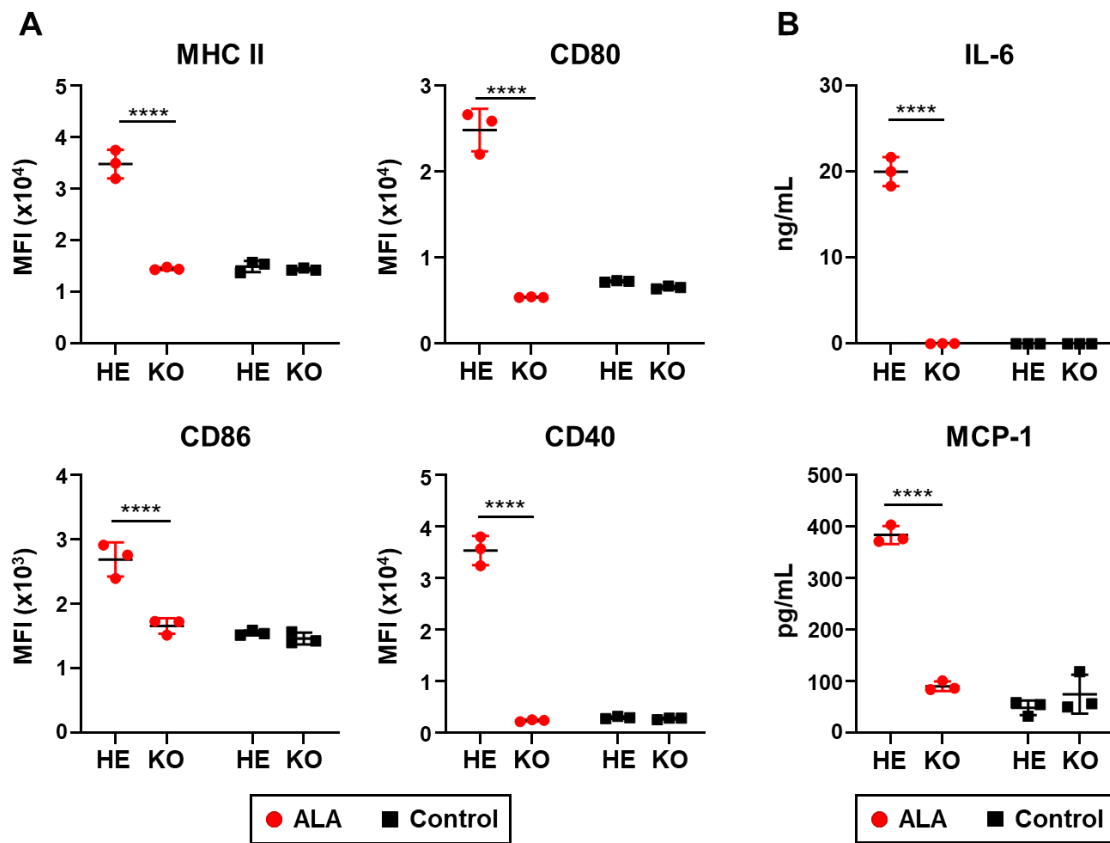 A
MHC II
MFI (x10⁴)
5
4
3
2
1
0
****
HE KO HE KO
CD80
MFI (x10⁴)
3
2
1
0
****
HE KO HE KO
B
IL-6
ng/mL
30
20
10
0
****
HE KO HE KO
CD86
MFI (x10³)
4
3
2
1
0
****
HE KO HE KO
CD40
MFI (x10⁴)
5
4
3
2
1
0
****
HE KO HE KO
MCP-1
pg/mL
500
400
300
200
100
0
****
HE KO HE KO
ALA Control
ALA Control